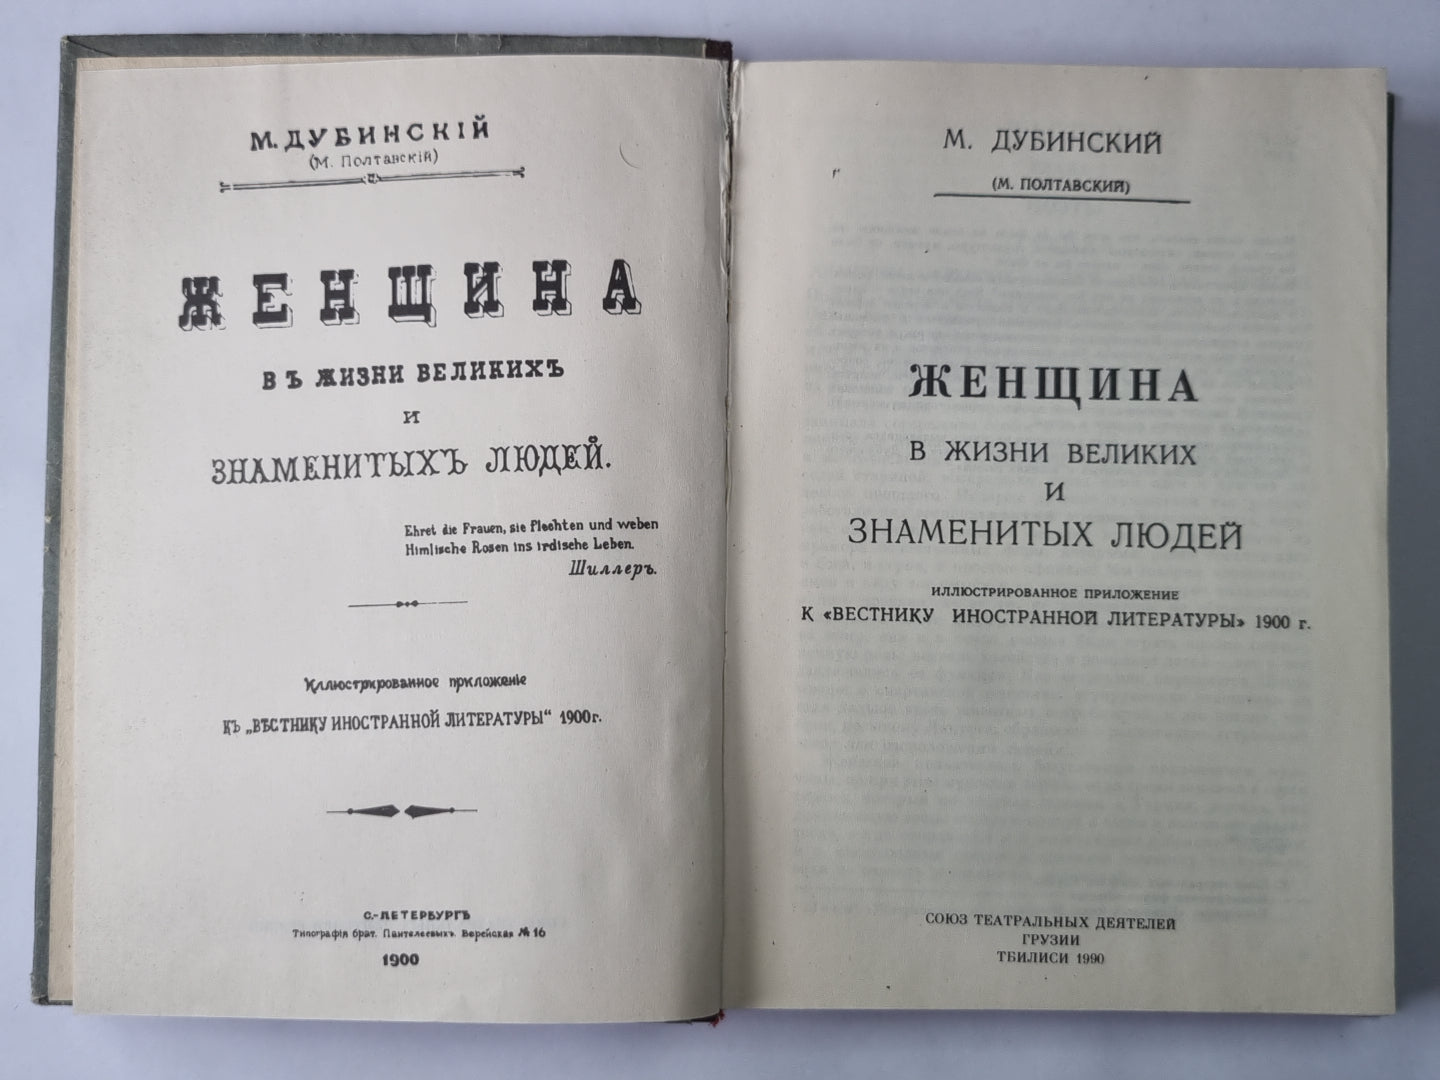 М. ДУБИНСКІЙ
(М. Полтавскій)
ЖЕНЩИНА
ВЪ ЖИЗНИ ВЕЛИКИХЪ
И
ЗНАМЕНИТЫХЪ ЛЮДЕЙ.
Ehret die Frauen, sie flechten und weben
Himlische Rosen ins irdische Leben.
Шиллеръ.
Иллюстрированное приложеніе
КЪ „ВѢСТНИКУ ИНОСТРАННОЙ ЛИТЕРАТУРЫ“ 1900 г.
С.-ПЕТЕРБУРГЪ
Типографія брат. Пантелеевыхъ. Верейская № 16
1900
М. ДУБИНСКИЙ
(М. ПОЛТАВСКИЙ)
ЖЕНЩИНА
В ЖИЗНИ ВЕЛИКИХ
И
ЗНАМЕНИТЫХ ЛЮДЕЙ
ИЛЛЮСТРИРОВАННОЕ ПРИЛОЖЕНИЕ
К «ВЕСТНИКУ ИНОСТРАННОЙ ЛИТЕРАТУРЫ» 1900 г.
СОЮЗ ТЕАТРАЛЬНЫХ ДЕЯТЕЛЕЙ
ГРУЗИИ
ТБИЛИСИ 1990